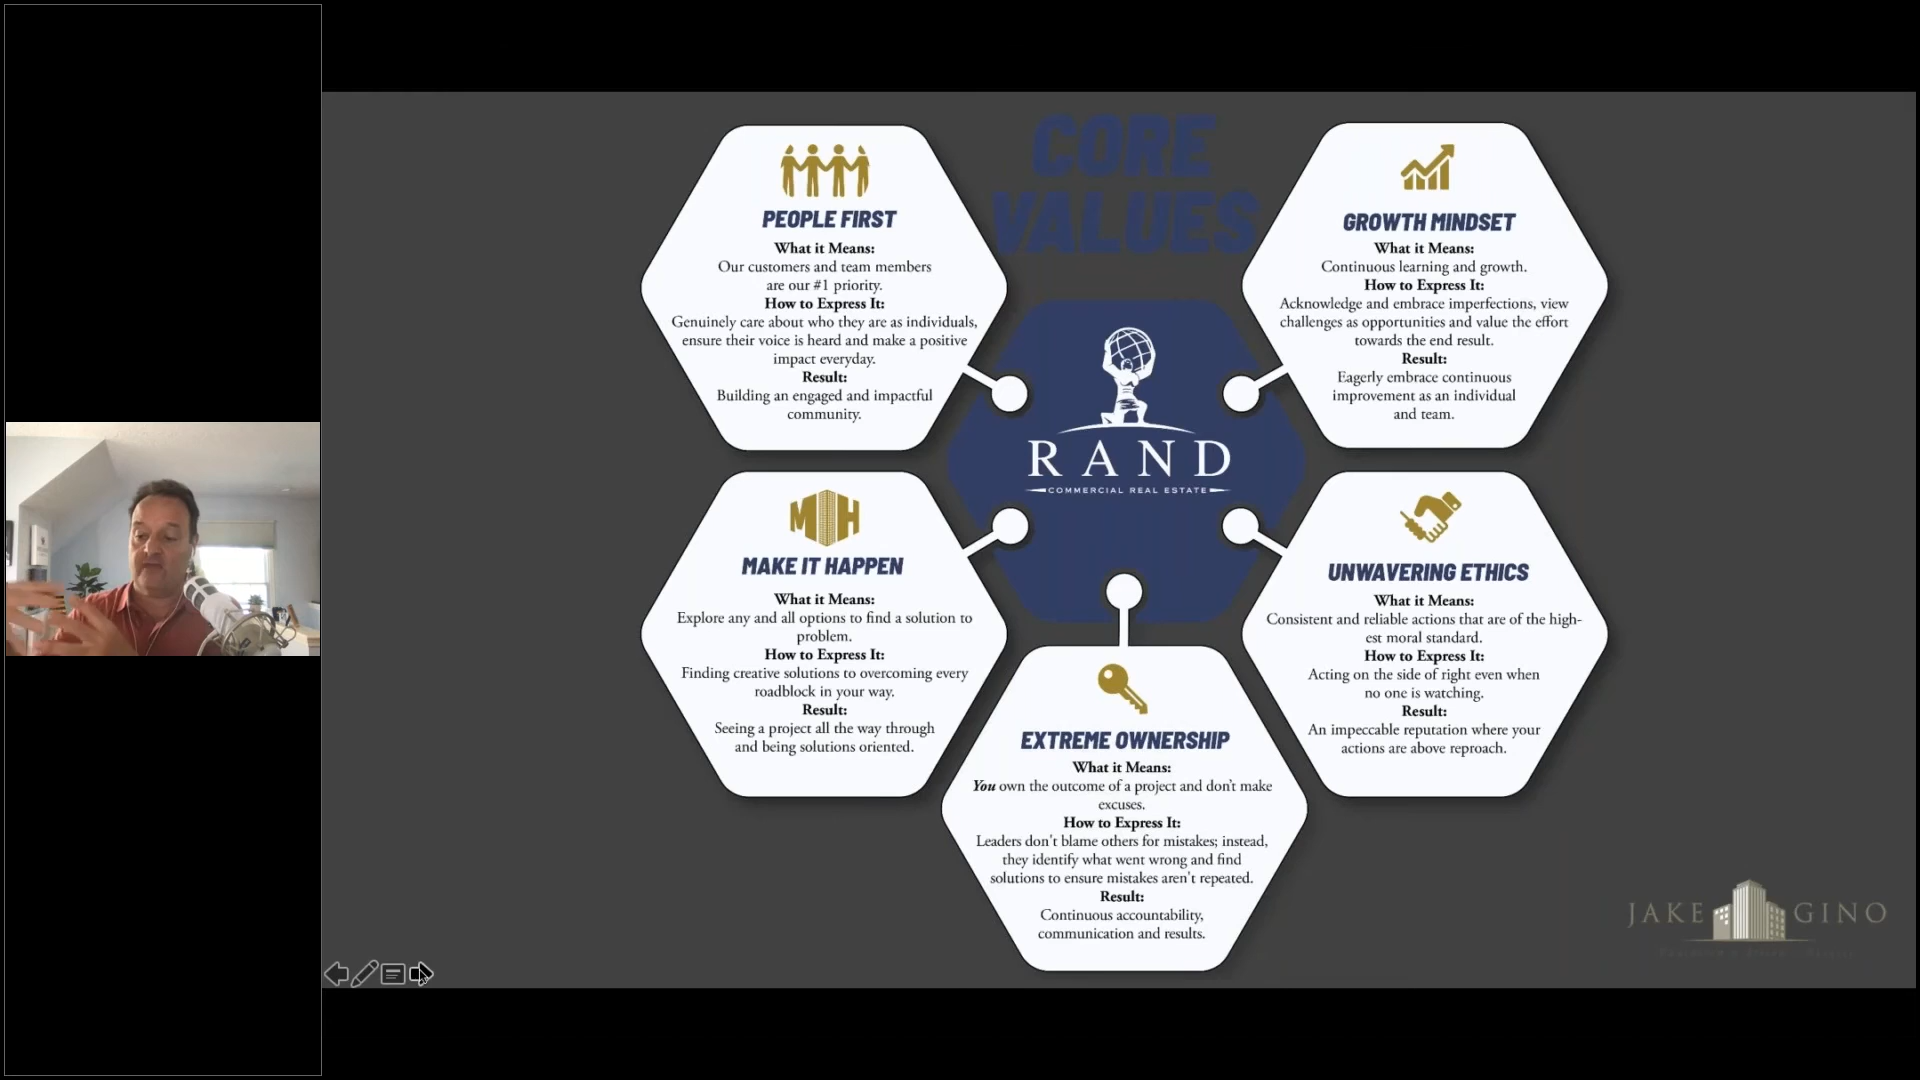 CORE
VALUES
PEOPLE FIRST
What it Means:
Our customers and team members
are our #1 priority.
How to Express It:
Genuinely care about who they are as individuals,
ensure their voice is heard and make a positive
impact everyday.
Result:
Building an engaged and impactful
community.
GROWTH MINDSET
What it Means:
Continuous learning and growth.
How to Express It:
Acknowledge and embrace imperfections, view
challenges as opportunities and value the effort
towards the end result.
Result:
Eagerly embrace continuous
improvement as an individual
and team.
RAND
COMMERCIAL REAL ESTATE
MH
MAKE IT HAPPEN
What it Means:
Explore any and all options to find a solution to
problem.
How to Express It:
Finding creative solutions to overcoming every
roadblock in your way.
Result:
Seeing a project all the way through
and being solutions oriented.
UNWAVERING ETHICS
What it Means:
Consistent and reliable actions that are of the high-
est moral standard.
How to Express It:
Acting on the side of right even when
no one is watching.
Result:
An impeccable reputation where your
actions are above reproach.
EXTREME OWNERSHIP
What it Means:
You own the outcome of a project and don't make
excuses.
How to Express It:
Leaders don't blame others for mistakes; instead,
they identify what went wrong and find
solutions to ensure mistakes aren't repeated.
Result:
Continuous accountability,
communication and results.
JAKE GINO